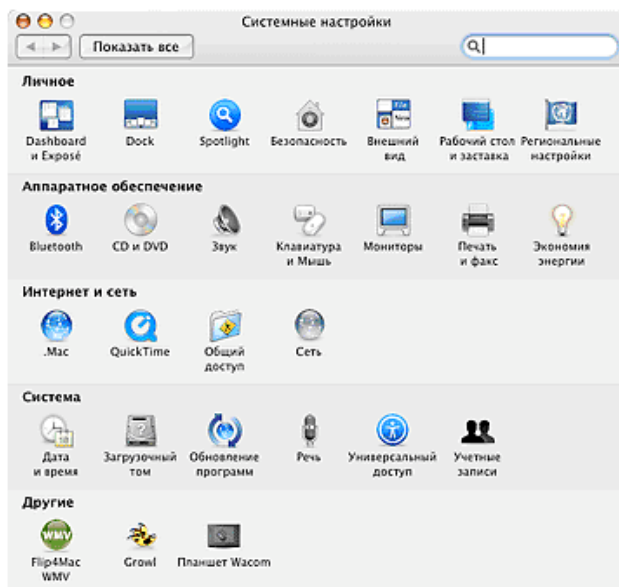 Системные настройки
Показать все
Личное
Dashboard и Exposé
Dock
Spotlight
Безопасность
Внешний вид
Рабочий стол и заставка
Региональные настройки
Аппаратное обеспечение
Bluetooth
CD и DVD
Звук
Клавиатура и Мышь
Мониторы
Печать и факс
Экономия энергии
Интернет и сеть
.Mac
QuickTime
Общий доступ
Сеть
Система
Дата и время
Загрузочный том
Обновление программ
Речь
Универсальный доступ
Учетные записи
Другие
WMV
Flip4Mac WMV
Growl
Планшет Wacom